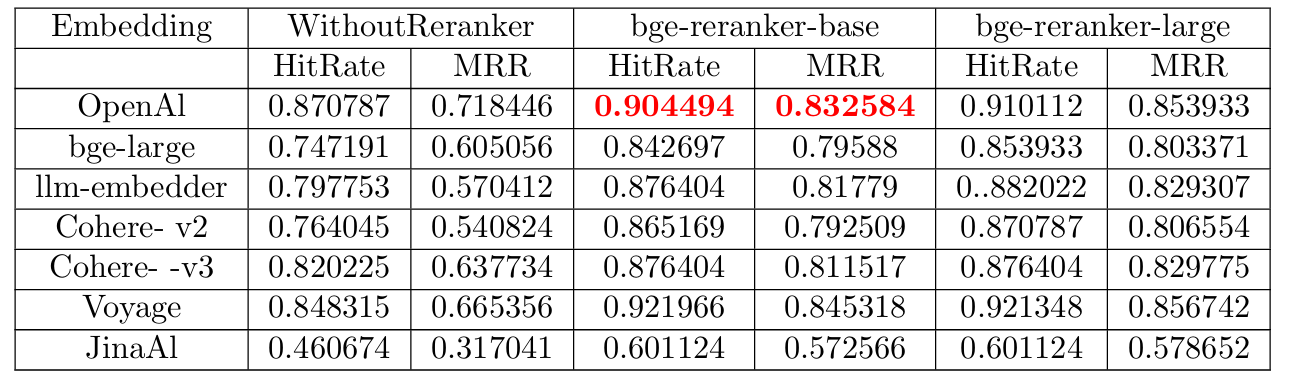 Embedding WithoutReranker bge-reranker-base bge-reranker-large
HitRate MRR HitRate MRR HitRate MRR
OpenAl 0.870787 0.718446 0.904494 0.832584 0.910112 0.853933
bge-large 0.747191 0.605056 0.842697 0.79588 0.853933 0.803371
llm-embedder 0.797753 0.570412 0.876404 0.81779 0..882022 0.829307
Cohere- v2 0.764045 0.540824 0.865169 0.792509 0.870787 0.806554
Cohere- -v3 0.820225 0.637734 0.876404 0.811517 0.876404 0.829775
Voyage 0.848315 0.665356 0.921966 0.845318 0.921348 0.856742
JinaAl 0.460674 0.317041 0.601124 0.572566 0.601124 0.578652